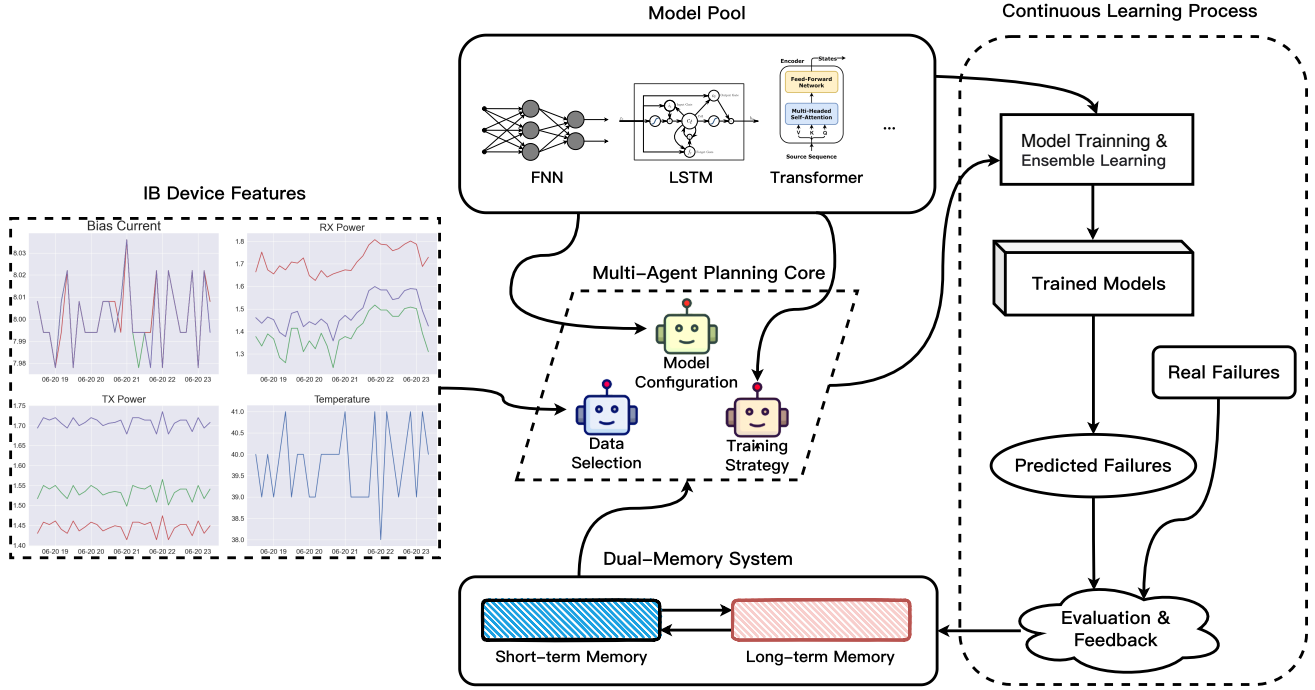 Model Pool
Continuous Learning Process
Encoder
States
Feed-Forward
Network
Multi-Headed
Self-Attention
V K Q
Source Sequence
...
FNN
LSTM
Transformer
Model Trainning &
Ensemble Learning
IB Device Features
Bias Current
8.03
8.02
8.01
8.00
7.99
7.98
06-20 19 06-20 20 06-20 21 06-20 22 06-20 23
RX Power
1.8
1.7
1.6
1.5
1.4
1.3
06-20 19 06-20 20 06-20 21 06-20 22 06-20 23
TX Power
1.75
1.70
1.65
1.60
1.55
1.50
1.45
1.40
06-20 19 06-20 20 06-20 21 06-20 22 06-20 23
Temperature
41.0
40.5
40.0
39.5
39.0
38.5
38.0
06-20 19 06-20 20 06-20 21 06-20 22 06-20 23
Multi-Agent Planning Core
Model
Configuration
Data
Selection
Training
Strategy
Trained Models
Real Failures
Predicted Failures
Evaluation &
Feedback
Dual-Memory System
Short-term Memory
Long-term Memory